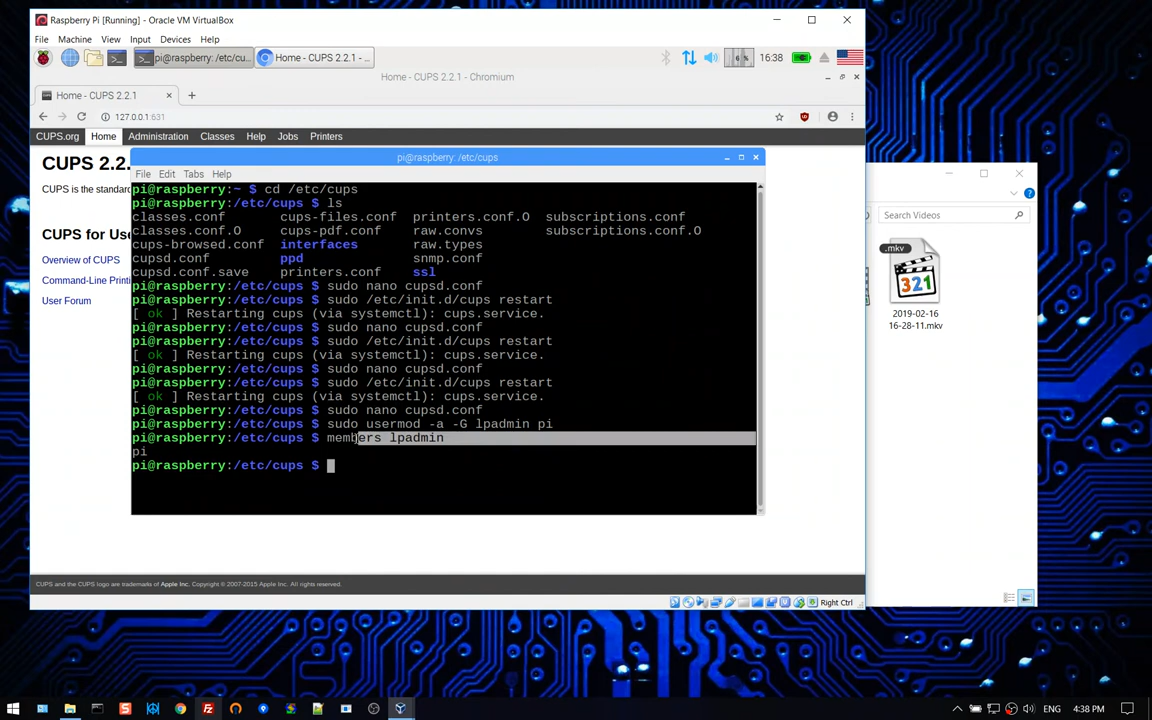 Raspberry Pi [Running] - Oracle VM VirtualBox
File Machine View Input Devices Help
pi@raspberry: /etc/cu... Home - CUPS 2.2.1 - ... 6 % 16:38
Home - CUPS 2.2.1 - Chromium
Home - CUPS 2.2.1
127.0.0.1:631
CUPS.org Home Administration Classes Help Jobs Printers
CUPS 2.2.
CUPS is the standard
CUPS for Use
Overview of CUPS
Command-Line Printi
User Forum
pi@raspberry: /etc/cups
File Edit Tabs Help
pi@raspberry:~ $ cd /etc/cups
pi@raspberry:/etc/cups $ ls
classes.conf cups-files.conf printers.conf.O subscriptions.conf
classes.conf.O cups-pdf.conf raw.convs subscriptions.conf.O
cups-browsed.conf interfaces raw.types
cupsd.conf ppd snmp.conf
cupsd.conf.save printers.conf ssl
pi@raspberry:/etc/cups $ sudo nano cupsd.conf
pi@raspberry:/etc/cups $ sudo /etc/init.d/cups restart
[ ok ] Restarting cups (via systemctl): cups.service.
pi@raspberry:/etc/cups $ sudo nano cupsd.conf
pi@raspberry:/etc/cups $ sudo /etc/init.d/cups restart
[ ok ] Restarting cups (via systemctl): cups.service.
pi@raspberry:/etc/cups $ sudo nano cupsd.conf
pi@raspberry:/etc/cups $ sudo /etc/init.d/cups restart
[ ok ] Restarting cups (via systemctl): cups.service.
pi@raspberry:/etc/cups $ sudo nano cupsd.conf
pi@raspberry:/etc/cups $ sudo usermod -a -G lpadmin pi
pi@raspberry:/etc/cups $ members lpadmin
pi
pi@raspberry:/etc/cups $
CUPS and the CUPS logo are trademarks of Apple Inc. Copyright © 2007-2015 Apple Inc. All rights reserved.
Right Ctrl
Search Videos
.mkv
321
2019-02-16
16-28-11.mkv
ENG 4:38 PM